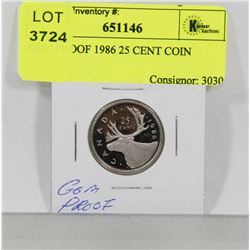 LOT
3724
Inventory #:
651146
OOF 1986 25 CENT COIN
Consignor: 3030
CANADA
25
CENTS
1986
Gem
PROOF